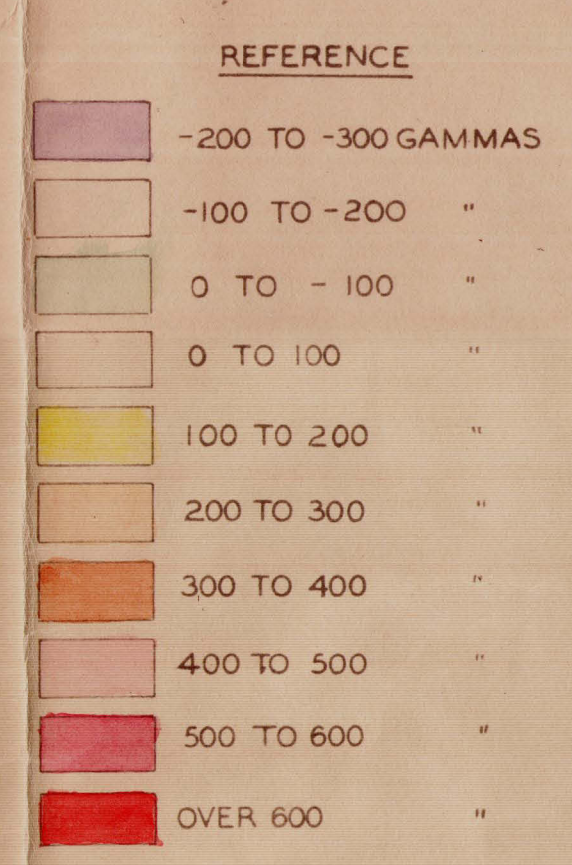 REFERENCE
-200 TO -300 GAMMAS
-100 TO -200 "
0 TO - 100 "
0 TO 100 "
100 TO 200 "
200 TO 300 "
300 TO 400 "
400 TO 500 "
500 TO 600 "
OVER 600 "